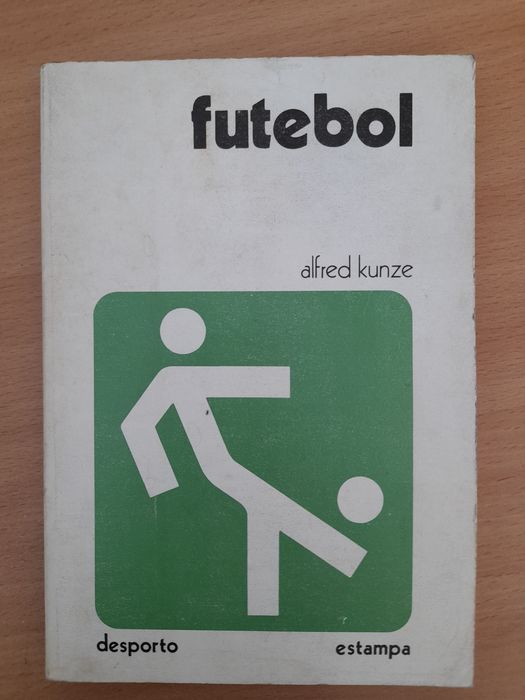 futebol
alfred kunze
desporto estampa